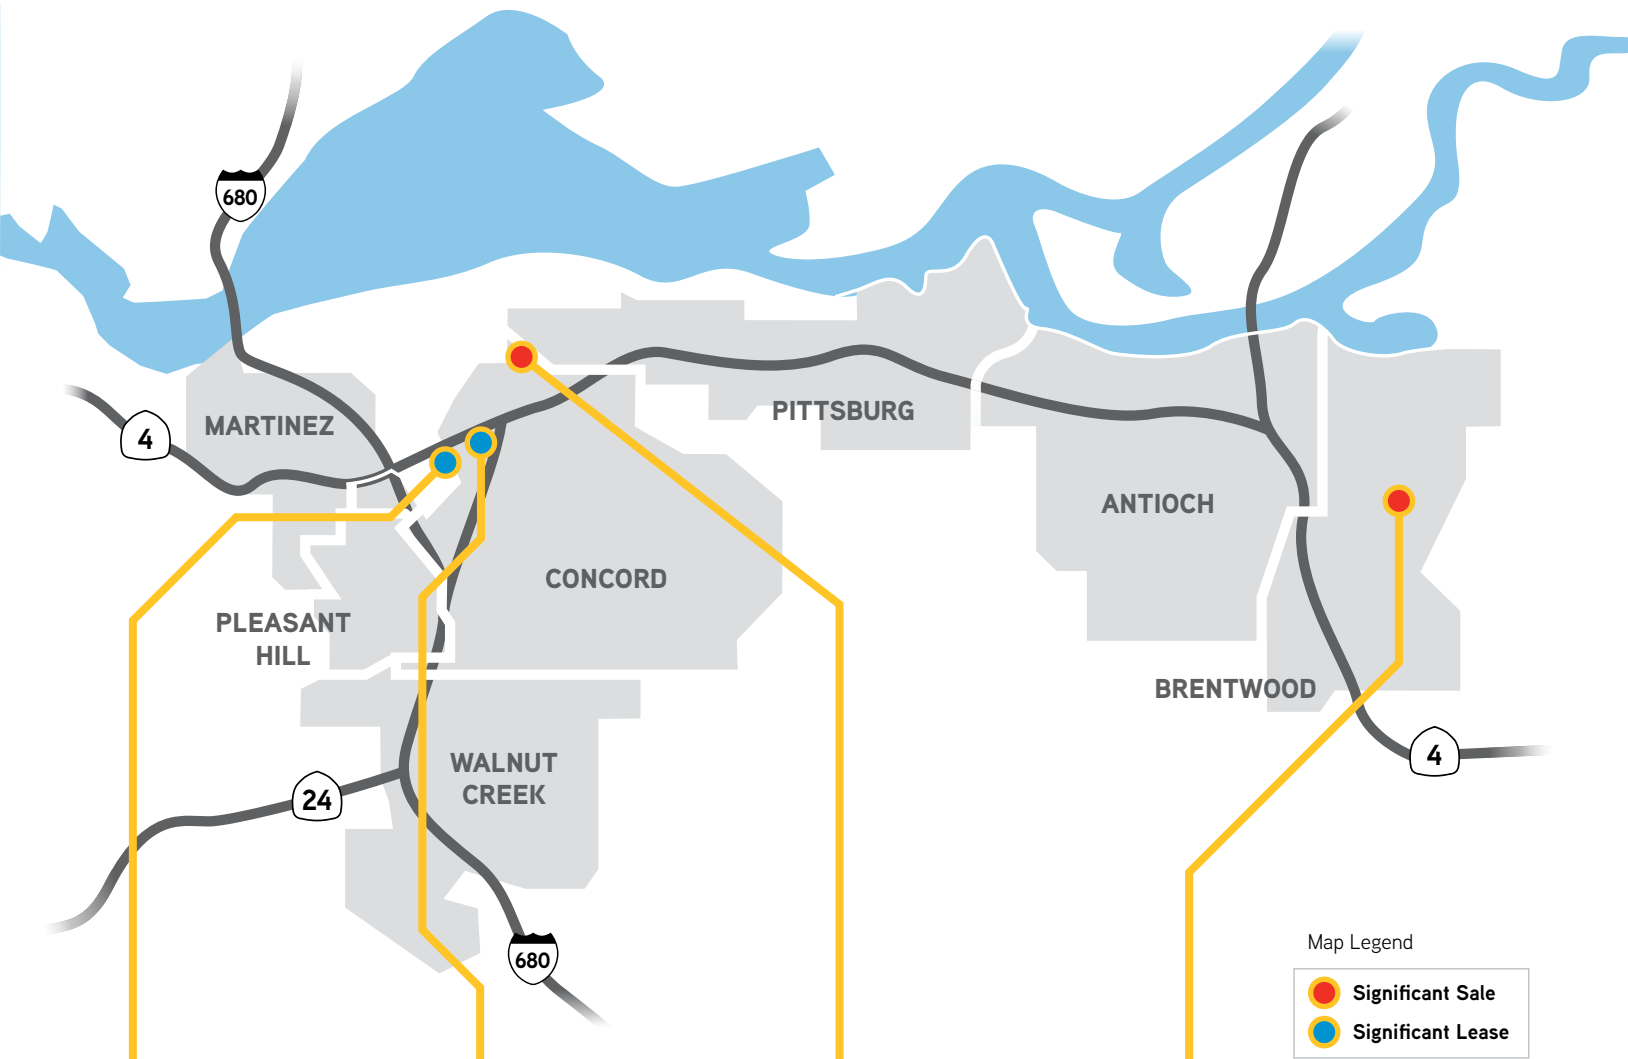 680
4
MARTINEZ
PITTSBURG
ANTIOCH
CONCORD
PLEASANT
HILL
BRENTWOOD
WALNUT
CREEK
24
4
680
Map Legend
Significant Sale
Significant Lease